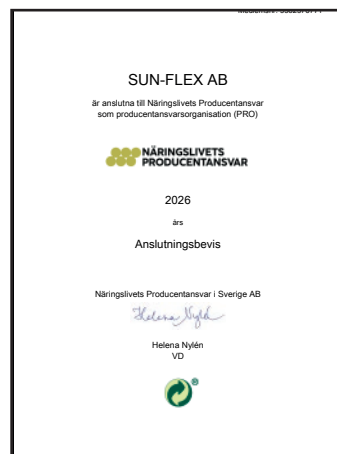 SUN-FLEX AB
är anslutna till Näringslivets Producentansvar
som producentansvarsorganisation (PRO)
NÄRINGSLIVETS
PRODUCENTANSVAR
2026
års
Anslutningsbevis
Näringslivets Producentansvar i Sverige AB
Helena Nylén
Helena Nylén
VD
®